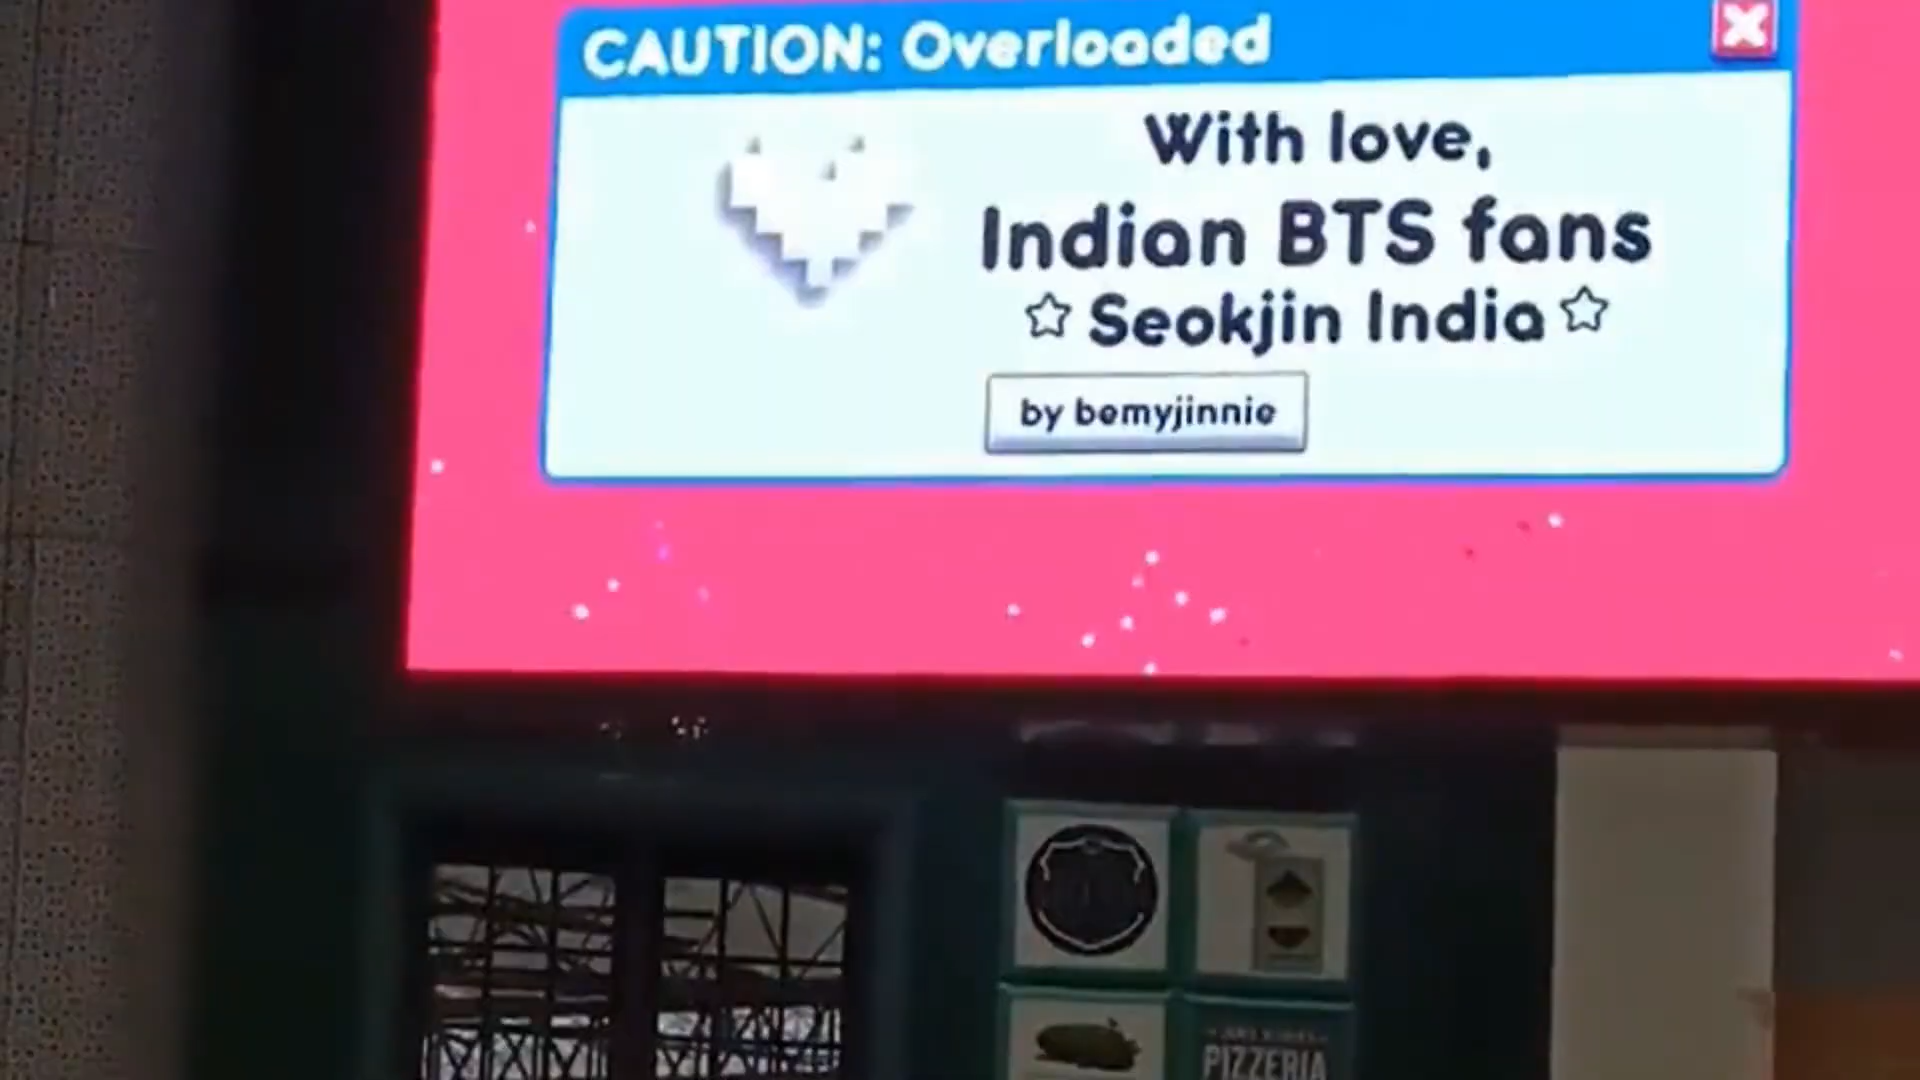 CAUTION: Overloaded
With love,
Indian BTS fans
☆ Seokjin India ☆
by bemyjinnie
PIZZERIA